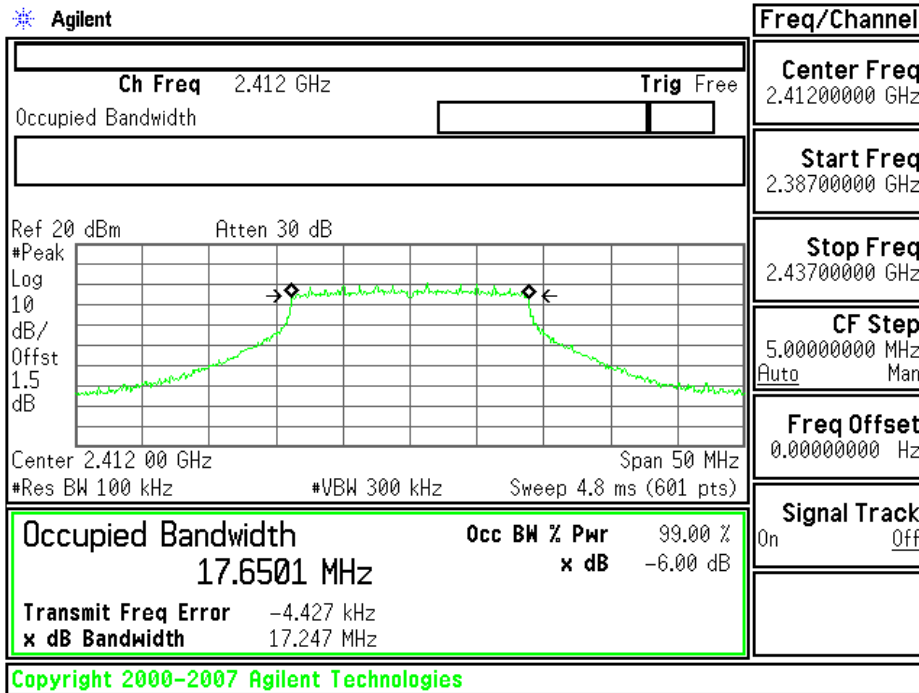 Agilent
Freq/Channel
Ch Freq 2.412 GHz Trig Free
Occupied Bandwidth
Center Freq
2.41200000 GHz
Start Freq
2.38700000 GHz
Stop Freq
2.43700000 GHz
CF Step
5.00000000 MHz
Auto Man
Freq Offset
0.00000000 Hz
Signal Track
On Off
Ref 20 dBm Atten 30 dB
#Peak
Log
10
dB/
Offst
1.5
dB
Center 2.412 00 GHz Span 50 MHz
#Res BW 100 kHz #VBW 300 kHz Sweep 4.8 ms (601 pts)
Occupied Bandwidth Occ BW % Pwr 99.00 %
17.6501 MHz x dB -6.00 dB
Transmit Freq Error -4.427 kHz
x dB Bandwidth 17.247 MHz
Copyright 2000-2007 Agilent Technologies